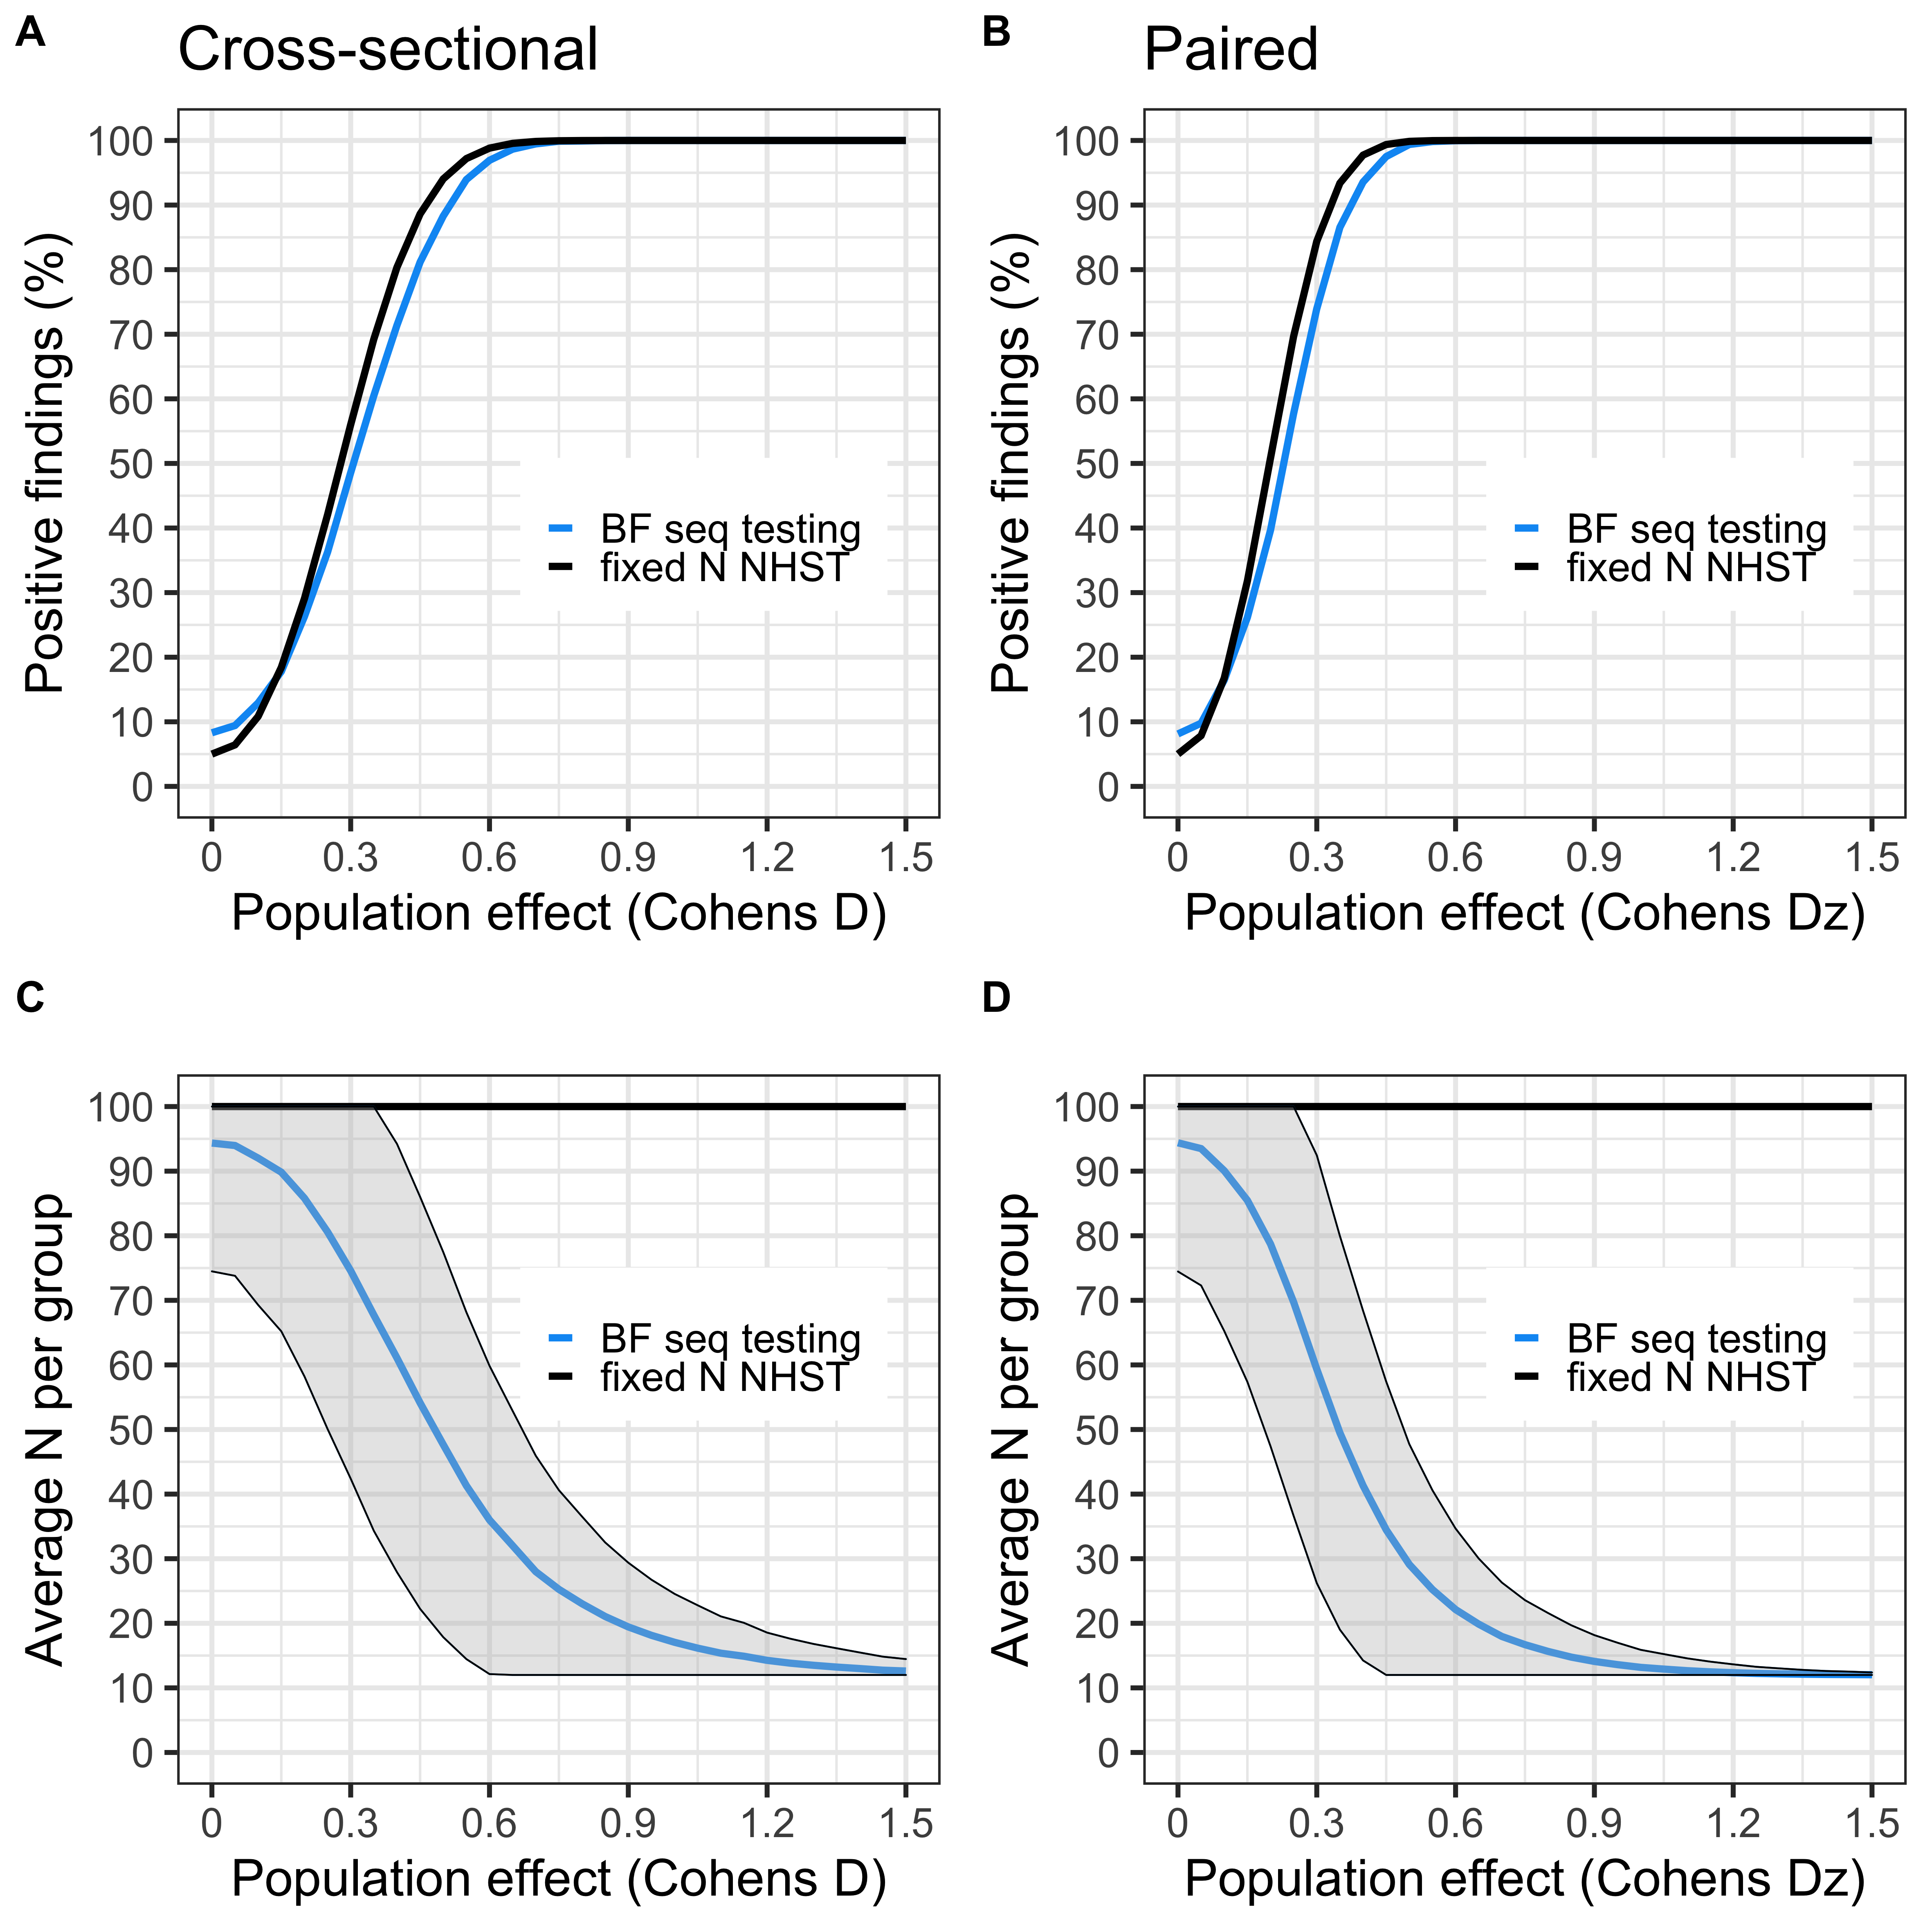 A
Cross-sectional
Positive findings (%)
100
90
80
70
60
50
40
30
20
10
0
BF seq testing
fixed N NHST
0 0.3 0.6 0.9 1.2 1.5
Population effect (Cohens D)
B
Paired
Positive findings (%)
100
90
80
70
60
50
40
30
20
10
0
BF seq testing
fixed N NHST
0 0.3 0.6 0.9 1.2 1.5
Population effect (Cohens Dz)
C
Average N per group
100
90
80
70
60
50
40
30
20
10
0
BF seq testing
fixed N NHST
0 0.3 0.6 0.9 1.2 1.5
Population effect (Cohens D)
D
Average N per group
100
90
80
70
60
50
40
30
20
10
0
BF seq testing
fixed N NHST
0 0.3 0.6 0.9 1.2 1.5
Population effect (Cohens Dz)